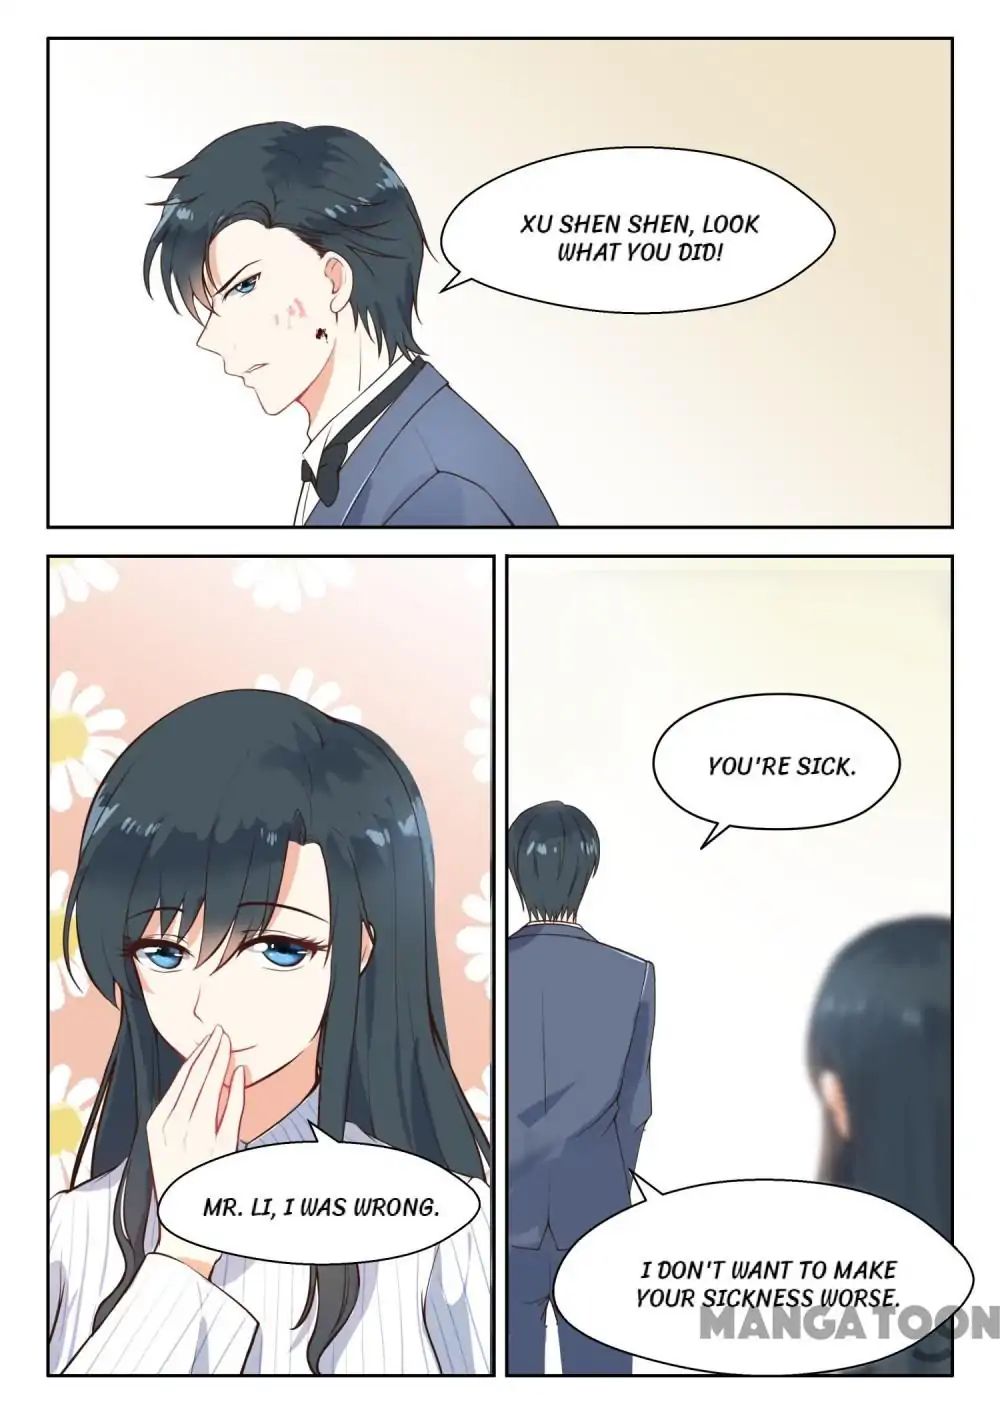 XU SHEN SHEN, LOOK
WHAT YOU DID!
MR. LI, I WAS WRONG.
YOU'RE SICK.
I DON'T WANT TO MAKE
YOUR SICKNESS WORSE.
MANGATOON